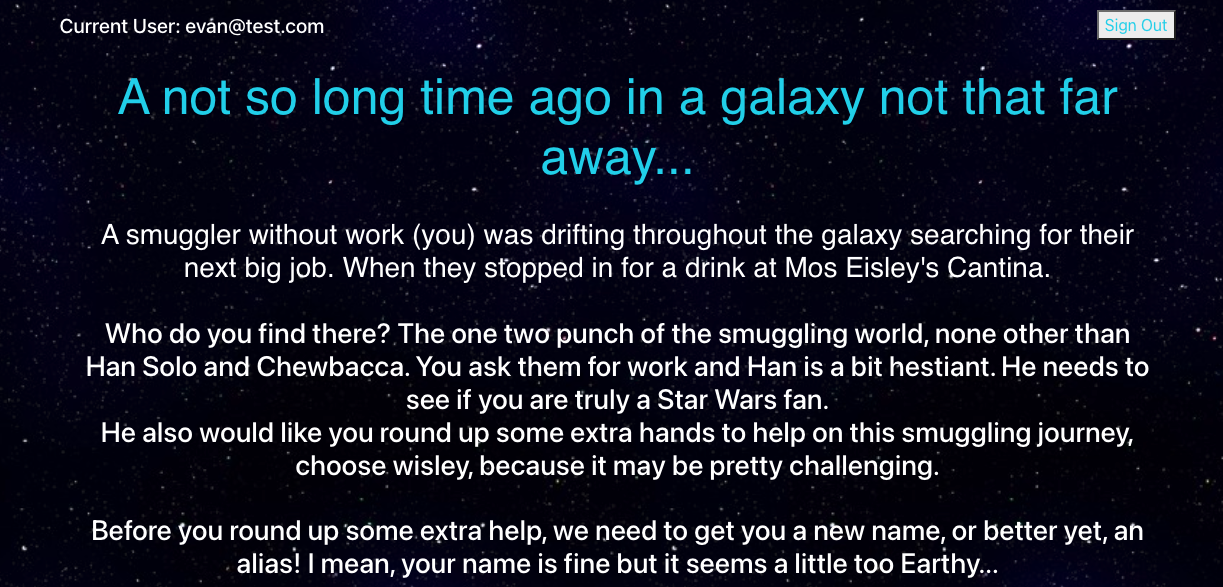 Current User: evan@test.com
Sign Out
A not so long time ago in a galaxy not that far
away...
A smuggler without work (you) was drifting throughout the galaxy searching for their
next big job. When they stopped in for a drink at Mos Eisley's Cantina.
Who do you find there? The one two punch of the smuggling world, none other than
Han Solo and Chewbacca. You ask them for work and Han is a bit hestiant. He needs to
see if you are truly a Star Wars fan.
He also would like you round up some extra hands to help on this smuggling journey,
choose wisley, because it may be pretty challenging.
Before you round up some extra help, we need to get you a new name, or better yet, an
alias! I mean, your name is fine but it seems a little too Earthy...